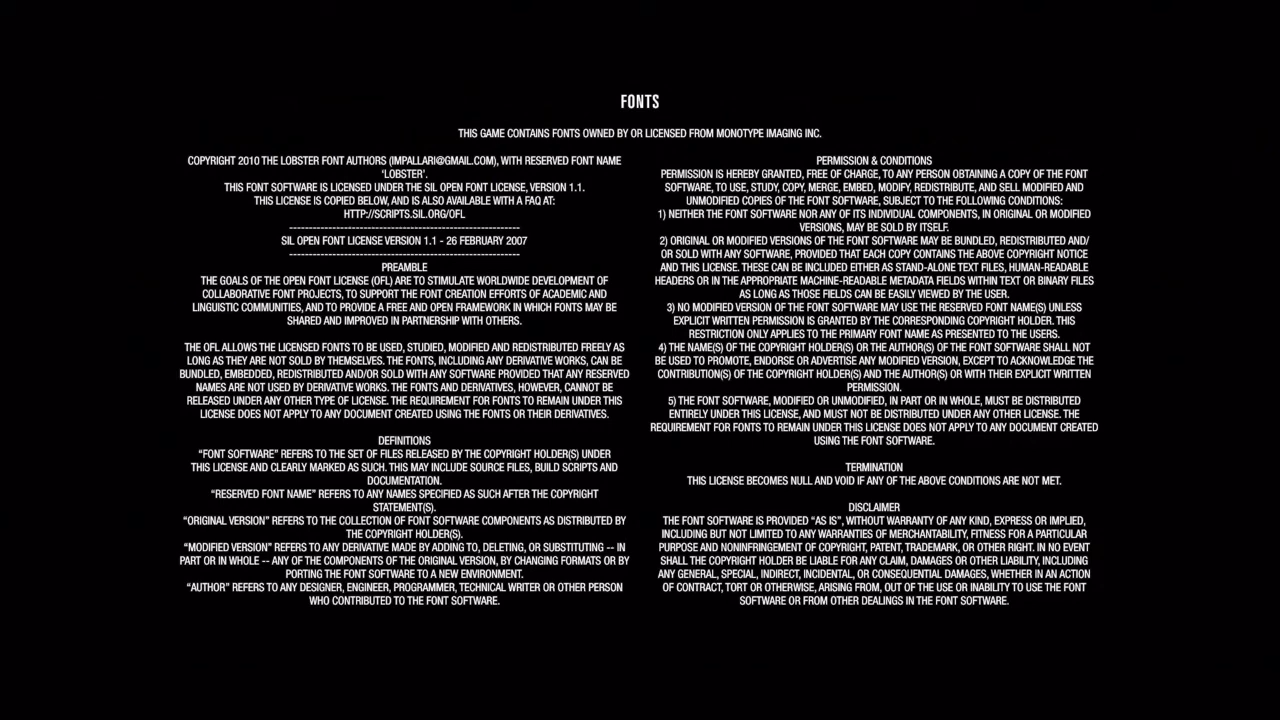 FONTS
THIS GAME CONTAINS FONTS OWNED BY OR LICENSED FROM MONOTYPE IMAGING INC.
COPYRIGHT 2010 THE LOBSTER FONT AUTHORS (IMPALLARI@GMAIL.COM), WITH RESERVED FONT NAME
'LOBSTER'.
THIS FONT SOFTWARE IS LICENSED UNDER THE SIL OPEN FONT LICENSE, VERSION 1.1.
THIS LICENSE IS COPIED BELOW, AND IS ALSO AVAILABLE WITH A FAQ AT:
HTTP://SCRIPTS.SIL.ORG/OFL
-----------------------------------------------------------
SIL OPEN FONT LICENSE VERSION 1.1 - 26 FEBRUARY 2007
-----------------------------------------------------------
PREAMBLE
THE GOALS OF THE OPEN FONT LICENSE (OFL) ARE TO STIMULATE WORLDWIDE DEVELOPMENT OF
COLLABORATIVE FONT PROJECTS, TO SUPPORT THE FONT CREATION EFFORTS OF ACADEMIC AND
LINGUISTIC COMMUNITIES, AND TO PROVIDE A FREE AND OPEN FRAMEWORK IN WHICH FONTS MAY BE
SHARED AND IMPROVED IN PARTNERSHIP WITH OTHERS.
THE OFL ALLOWS THE LICENSED FONTS TO BE USED, STUDIED, MODIFIED AND REDISTRIBUTED FREELY AS
LONG AS THEY ARE NOT SOLD BY THEMSELVES. THE FONTS, INCLUDING ANY DERIVATIVE WORKS, CAN BE
BUNDLED, EMBEDDED, REDISTRIBUTED AND/OR SOLD WITH ANY SOFTWARE PROVIDED THAT ANY RESERVED
NAMES ARE NOT USED BY DERIVATIVE WORKS. THE FONTS AND DERIVATIVES, HOWEVER, CANNOT BE
RELEASED UNDER ANY OTHER TYPE OF LICENSE. THE REQUIREMENT FOR FONTS TO REMAIN UNDER THIS
LICENSE DOES NOT APPLY TO ANY DOCUMENT CREATED USING THE FONTS OR THEIR DERIVATIVES.
DEFINITIONS
“FONT SOFTWARE” REFERS TO THE SET OF FILES RELEASED BY THE COPYRIGHT HOLDER(S) UNDER
THIS LICENSE AND CLEARLY MARKED AS SUCH. THIS MAY INCLUDE SOURCE FILES, BUILD SCRIPTS AND
DOCUMENTATION.
“RESERVED FONT NAME” REFERS TO ANY NAMES SPECIFIED AS SUCH AFTER THE COPYRIGHT
STATEMENT(S).
“ORIGINAL VERSION” REFERS TO THE COLLECTION OF FONT SOFTWARE COMPONENTS AS DISTRIBUTED BY
THE COPYRIGHT HOLDER(S).
“MODIFIED VERSION” REFERS TO ANY DERIVATIVE MADE BY ADDING TO, DELETING, OR SUBSTITUTING -- IN
PART OR IN WHOLE -- ANY OF THE COMPONENTS OF THE ORIGINAL VERSION, BY CHANGING FORMATS OR BY
PORTING THE FONT SOFTWARE TO A NEW ENVIRONMENT.
“AUTHOR” REFERS TO ANY DESIGNER, ENGINEER, PROGRAMMER, TECHNICAL WRITER OR OTHER PERSON
WHO CONTRIBUTED TO THE FONT SOFTWARE.
PERMISSION & CONDITIONS
PERMISSION IS HEREBY GRANTED, FREE OF CHARGE, TO ANY PERSON OBTAINING A COPY OF THE FONT
SOFTWARE, TO USE, STUDY, COPY, MERGE, EMBED, MODIFY, REDISTRIBUTE, AND SELL MODIFIED AND
UNMODIFIED COPIES OF THE FONT SOFTWARE, SUBJECT TO THE FOLLOWING CONDITIONS:
1) NEITHER THE FONT SOFTWARE NOR ANY OF ITS INDIVIDUAL COMPONENTS, IN ORIGINAL OR MODIFIED
VERSIONS, MAY BE SOLD BY ITSELF.
2) ORIGINAL OR MODIFIED VERSIONS OF THE FONT SOFTWARE MAY BE BUNDLED, REDISTRIBUTED AND/
OR SOLD WITH ANY SOFTWARE, PROVIDED THAT EACH COPY CONTAINS THE ABOVE COPYRIGHT NOTICE
AND THIS LICENSE. THESE CAN BE INCLUDED EITHER AS STAND-ALONE TEXT FILES, HUMAN-READABLE
HEADERS OR IN THE APPROPRIATE MACHINE-READABLE METADATA FIELDS WITHIN TEXT OR BINARY FILES
AS LONG AS THOSE FIELDS CAN BE EASILY VIEWED BY THE USER.
3) NO MODIFIED VERSION OF THE FONT SOFTWARE MAY USE THE RESERVED FONT NAME(S) UNLESS
EXPLICIT WRITTEN PERMISSION IS GRANTED BY THE CORRESPONDING COPYRIGHT HOLDER. THIS
RESTRICTION ONLY APPLIES TO THE PRIMARY FONT NAME AS PRESENTED TO THE USERS.
4) THE NAME(S) OF THE COPYRIGHT HOLDER(S) OR THE AUTHOR(S) OF THE FONT SOFTWARE SHALL NOT
BE USED TO PROMOTE, ENDORSE OR ADVERTISE ANY MODIFIED VERSION, EXCEPT TO ACKNOWLEDGE THE
CONTRIBUTION(S) OF THE COPYRIGHT HOLDER(S) AND THE AUTHOR(S) OR WITH THEIR EXPLICIT WRITTEN
PERMISSION.
5) THE FONT SOFTWARE, MODIFIED OR UNMODIFIED, IN PART OR IN WHOLE, MUST BE DISTRIBUTED
ENTIRELY UNDER THIS LICENSE, AND MUST NOT BE DISTRIBUTED UNDER ANY OTHER LICENSE. THE
REQUIREMENT FOR FONTS TO REMAIN UNDER THIS LICENSE DOES NOT APPLY TO ANY DOCUMENT CREATED
USING THE FONT SOFTWARE.
TERMINATION
THIS LICENSE BECOMES NULL AND VOID IF ANY OF THE ABOVE CONDITIONS ARE NOT MET.
DISCLAIMER
THE FONT SOFTWARE IS PROVIDED “AS IS”, WITHOUT WARRANTY OF ANY KIND, EXPRESS OR IMPLIED,
INCLUDING BUT NOT LIMITED TO ANY WARRANTIES OF MERCHANTABILITY, FITNESS FOR A PARTICULAR
PURPOSE AND NONINFRINGEMENT OF COPYRIGHT, PATENT, TRADEMARK, OR OTHER RIGHT. IN NO EVENT
SHALL THE COPYRIGHT HOLDER BE LIABLE FOR ANY CLAIM, DAMAGES OR OTHER LIABILITY, INCLUDING
ANY GENERAL, SPECIAL, INDIRECT, INCIDENTAL, OR CONSEQUENTIAL DAMAGES, WHETHER IN AN ACTION
OF CONTRACT, TORT OR OTHERWISE, ARISING FROM, OUT OF THE USE OR INABILITY TO USE THE FONT
SOFTWARE OR FROM OTHER DEALINGS IN THE FONT SOFTWARE.